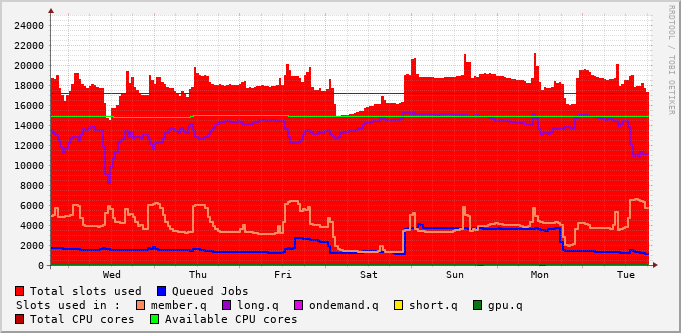 RRDTOOL / TOBI OETIKER
24000
22000
20000
18000
16000
14000
12000
10000
8000
6000
4000
2000
0
Wed Thu Fri Sat Sun Mon Tue
Total slots used Queued Jobs
Slots used in : member.q long.q ondemand.q short.q gpu.q
Total CPU cores Available CPU cores